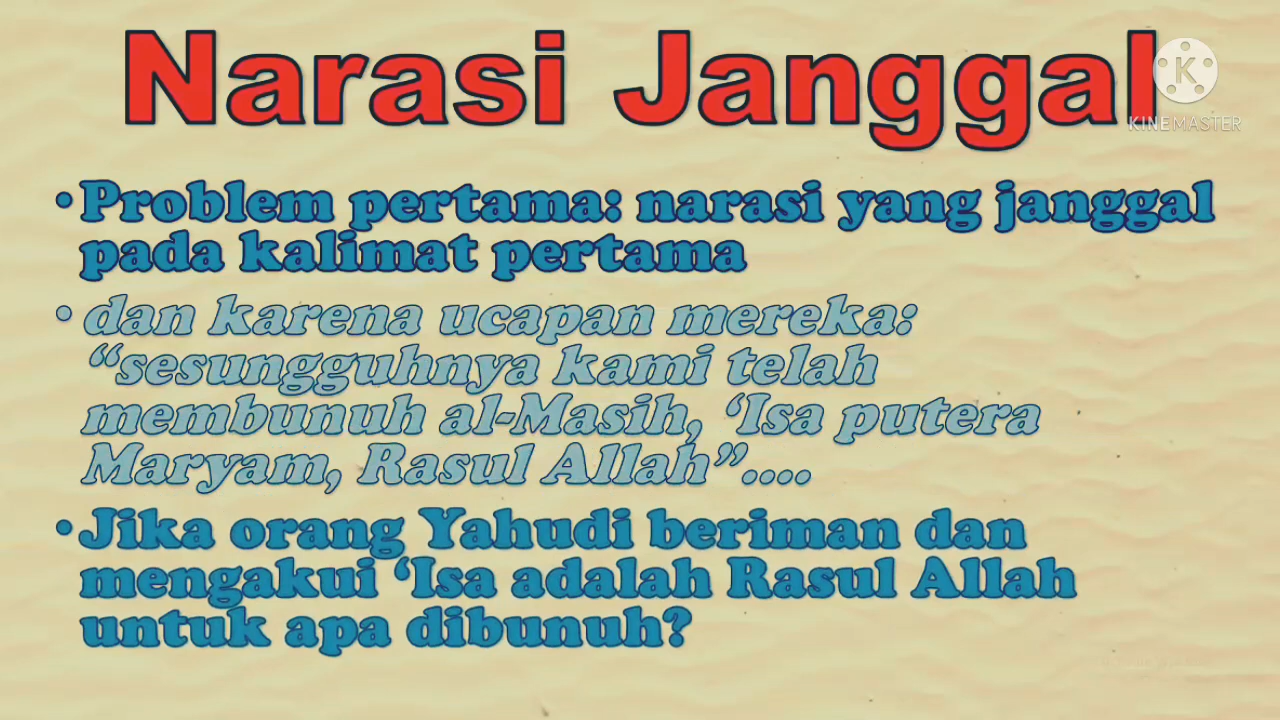 Narasi Janggal
K
KINEMASTER
•Problem pertama: narasi yang janggal
pada kalimat pertama
•dan karena ucapan mereka:
“sesungguhnya kami telah
membunuh al-Masih, ‘Isa putera
Maryam, Rasul Allah”....
•Jika orang Yahudi beriman dan
mengakui ‘Isa adalah Rasul Allah
untuk apa dibunuh?